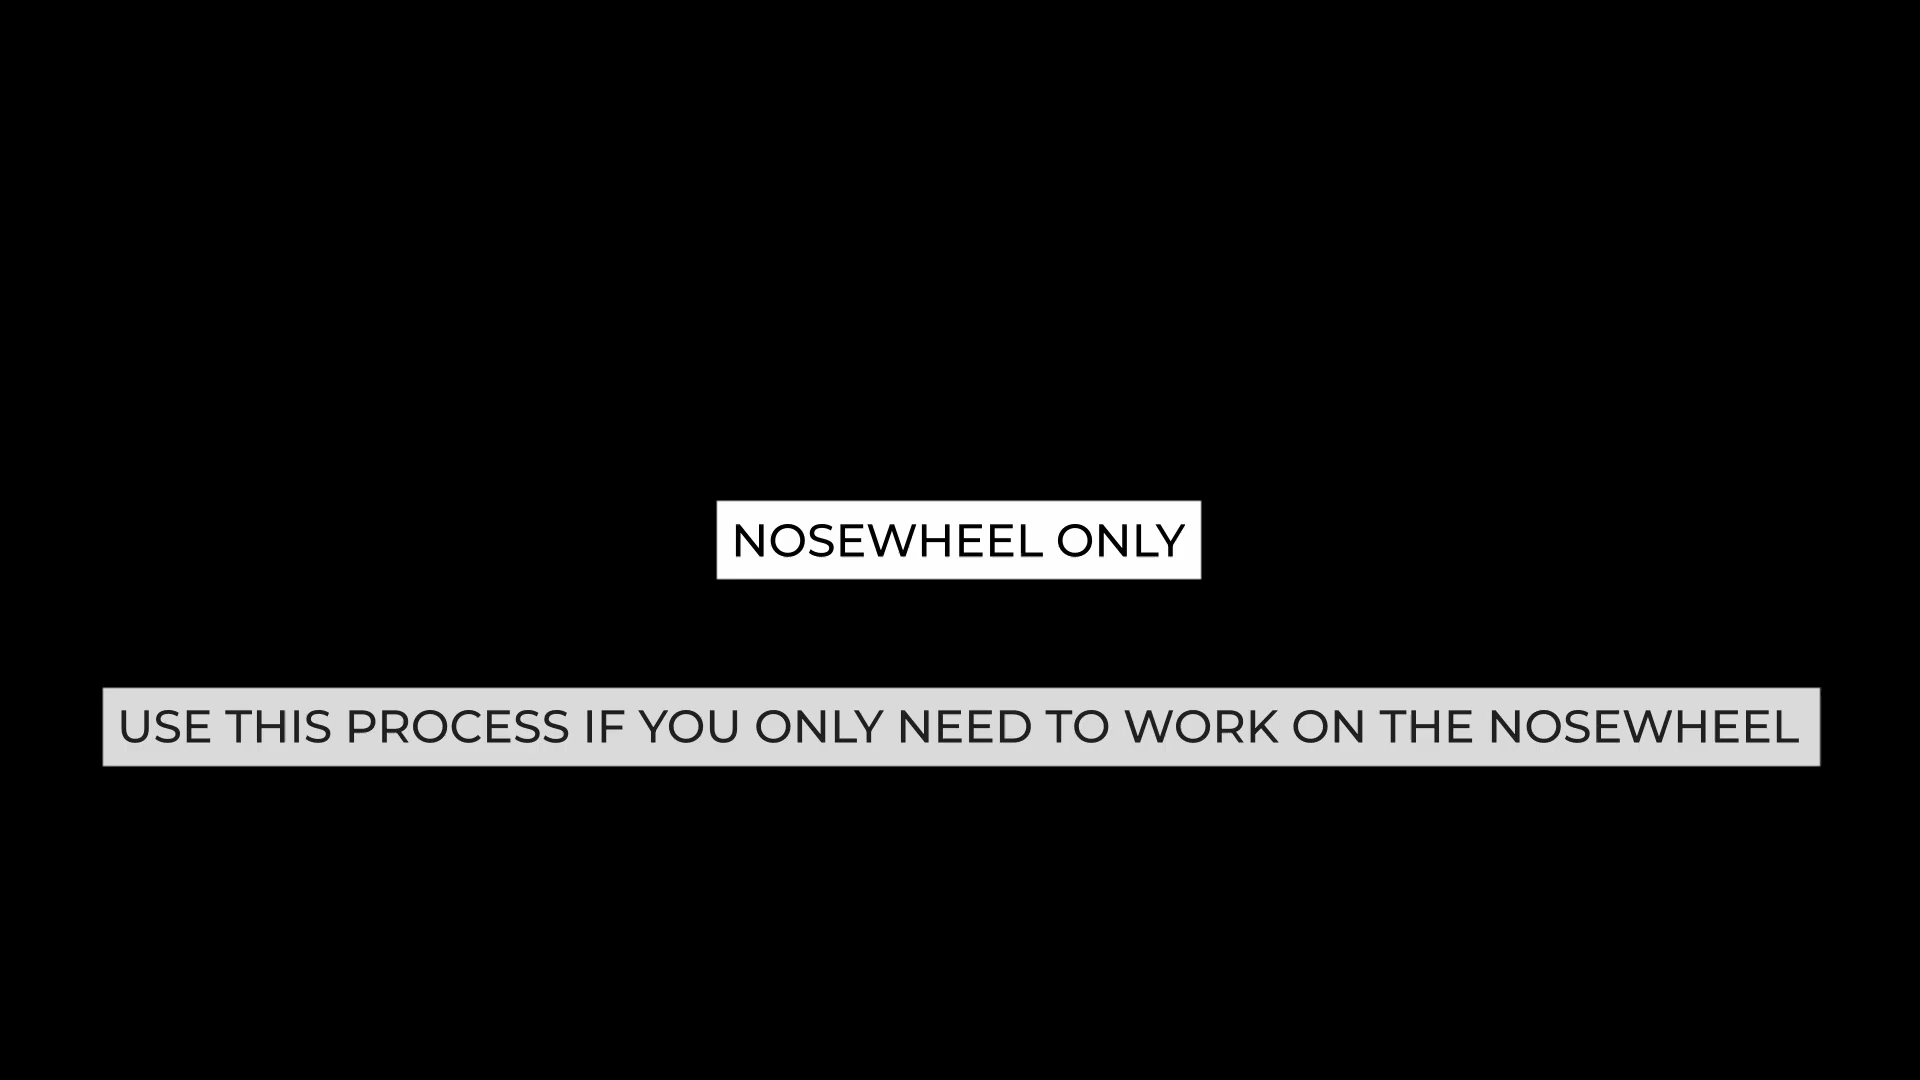 NOSEWHEEL ONLY
USE THIS PROCESS IF YOU ONLY NEED TO WORK ON THE NOSEWHEEL